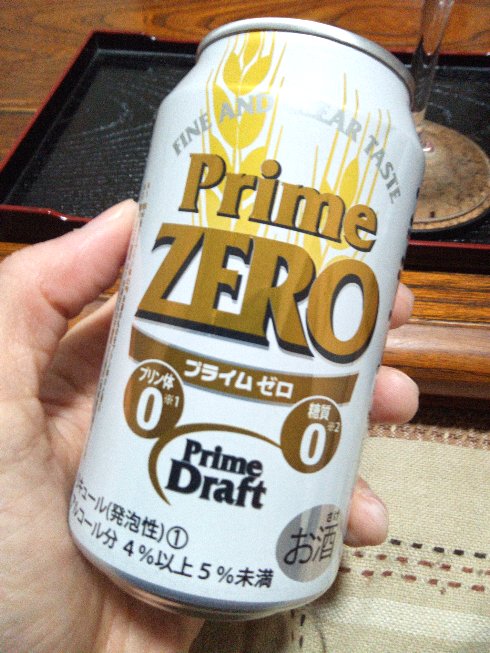 FINE AND CLEAR TASTE
Prime
ZERO
プライム ゼロ
プリン体
0※1
糖質
0※2
Prime
Draft
キュール(発泡性)①
ルコール分 4%以上5%未満
さけ
お酒